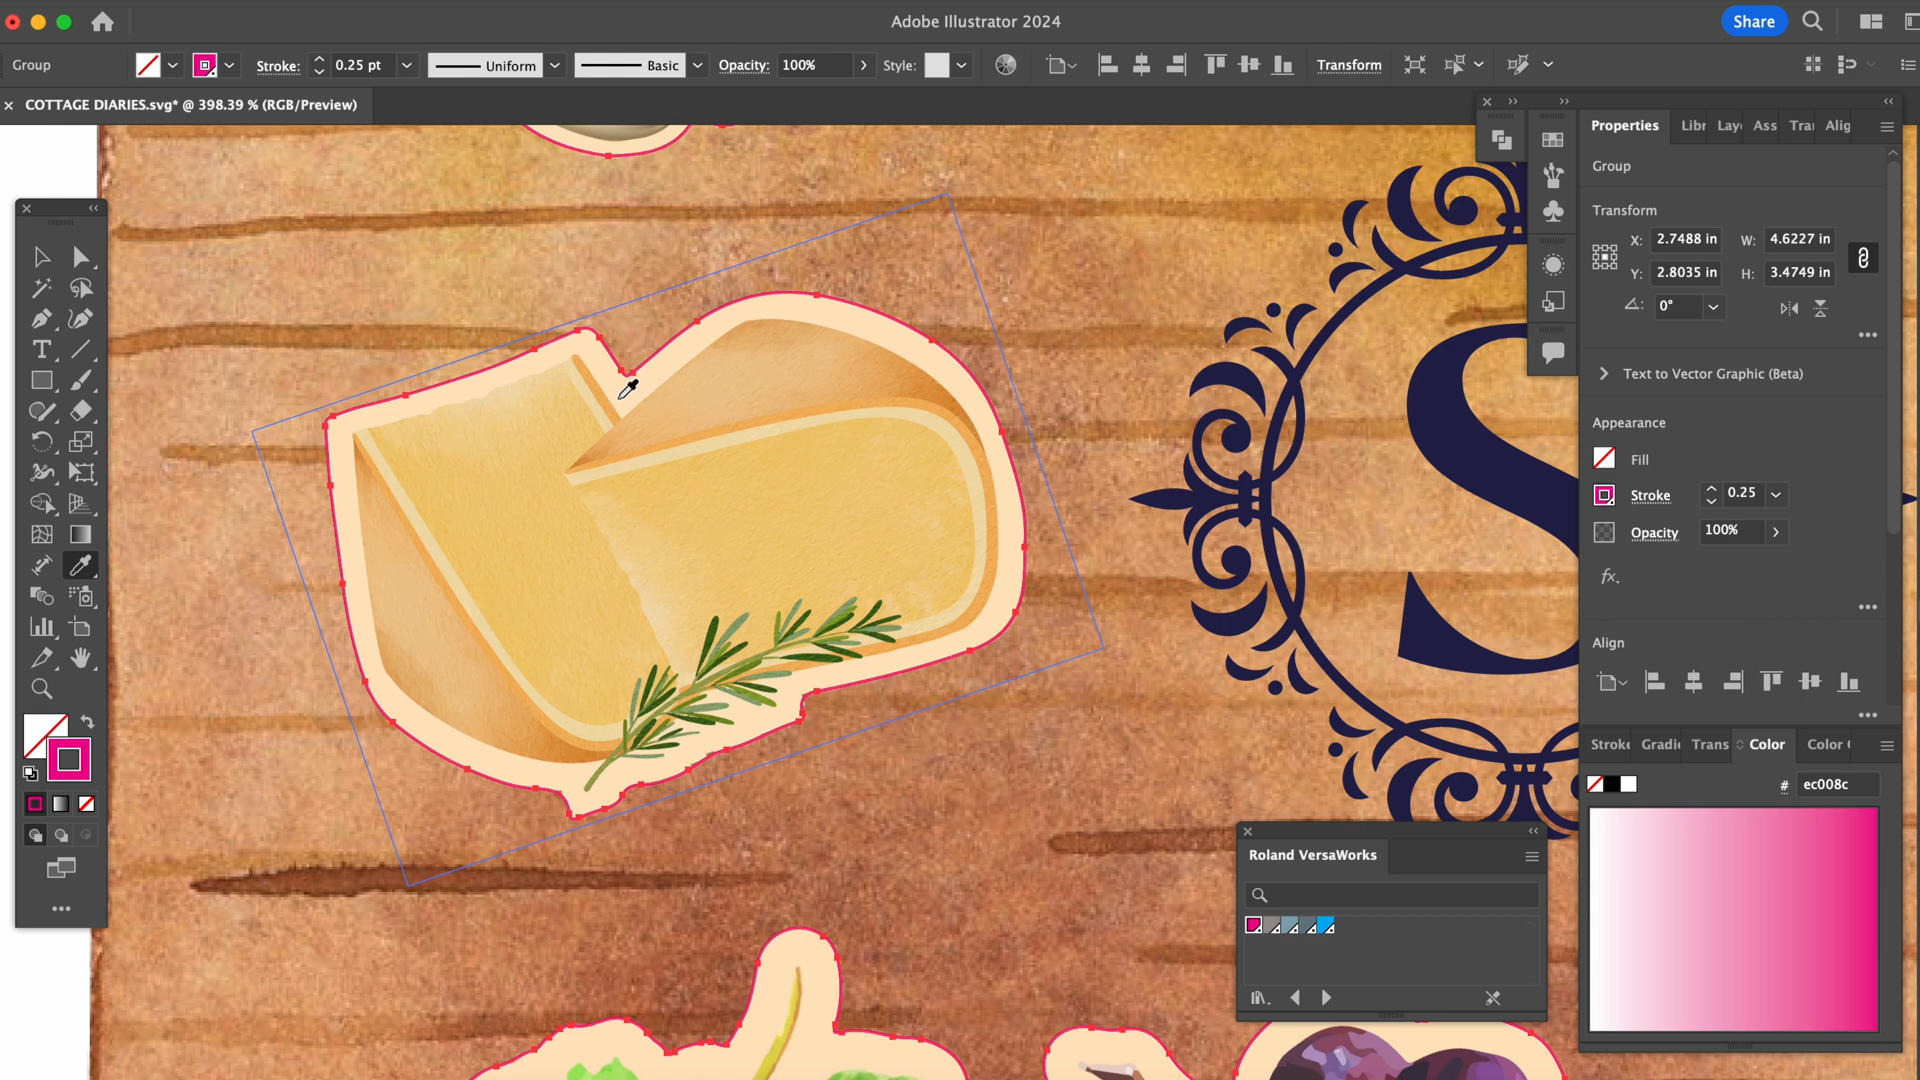 Adobe Illustrator 2024
Share
Group
Stroke:
0.25 pt
Uniform
Basic
Opacity:
100%
Style:
Transform
COTTAGE DIARIES.svg* @ 398.39 % (RGB/Preview)
Properties
Libr
Lay
Ass
Tra
Alig
Group
Transform
X: 2.7488 in
W: 4.6227 in
Y: 2.8035 in
H: 3.4749 in
0°
Text to Vector Graphic (Beta)
Appearance
Fill
Stroke
0.25
Opacity
100%
fx.
Align
S
Stroke
Gradi
Trans
Color
Color
# ec008c
Roland VersaWorks